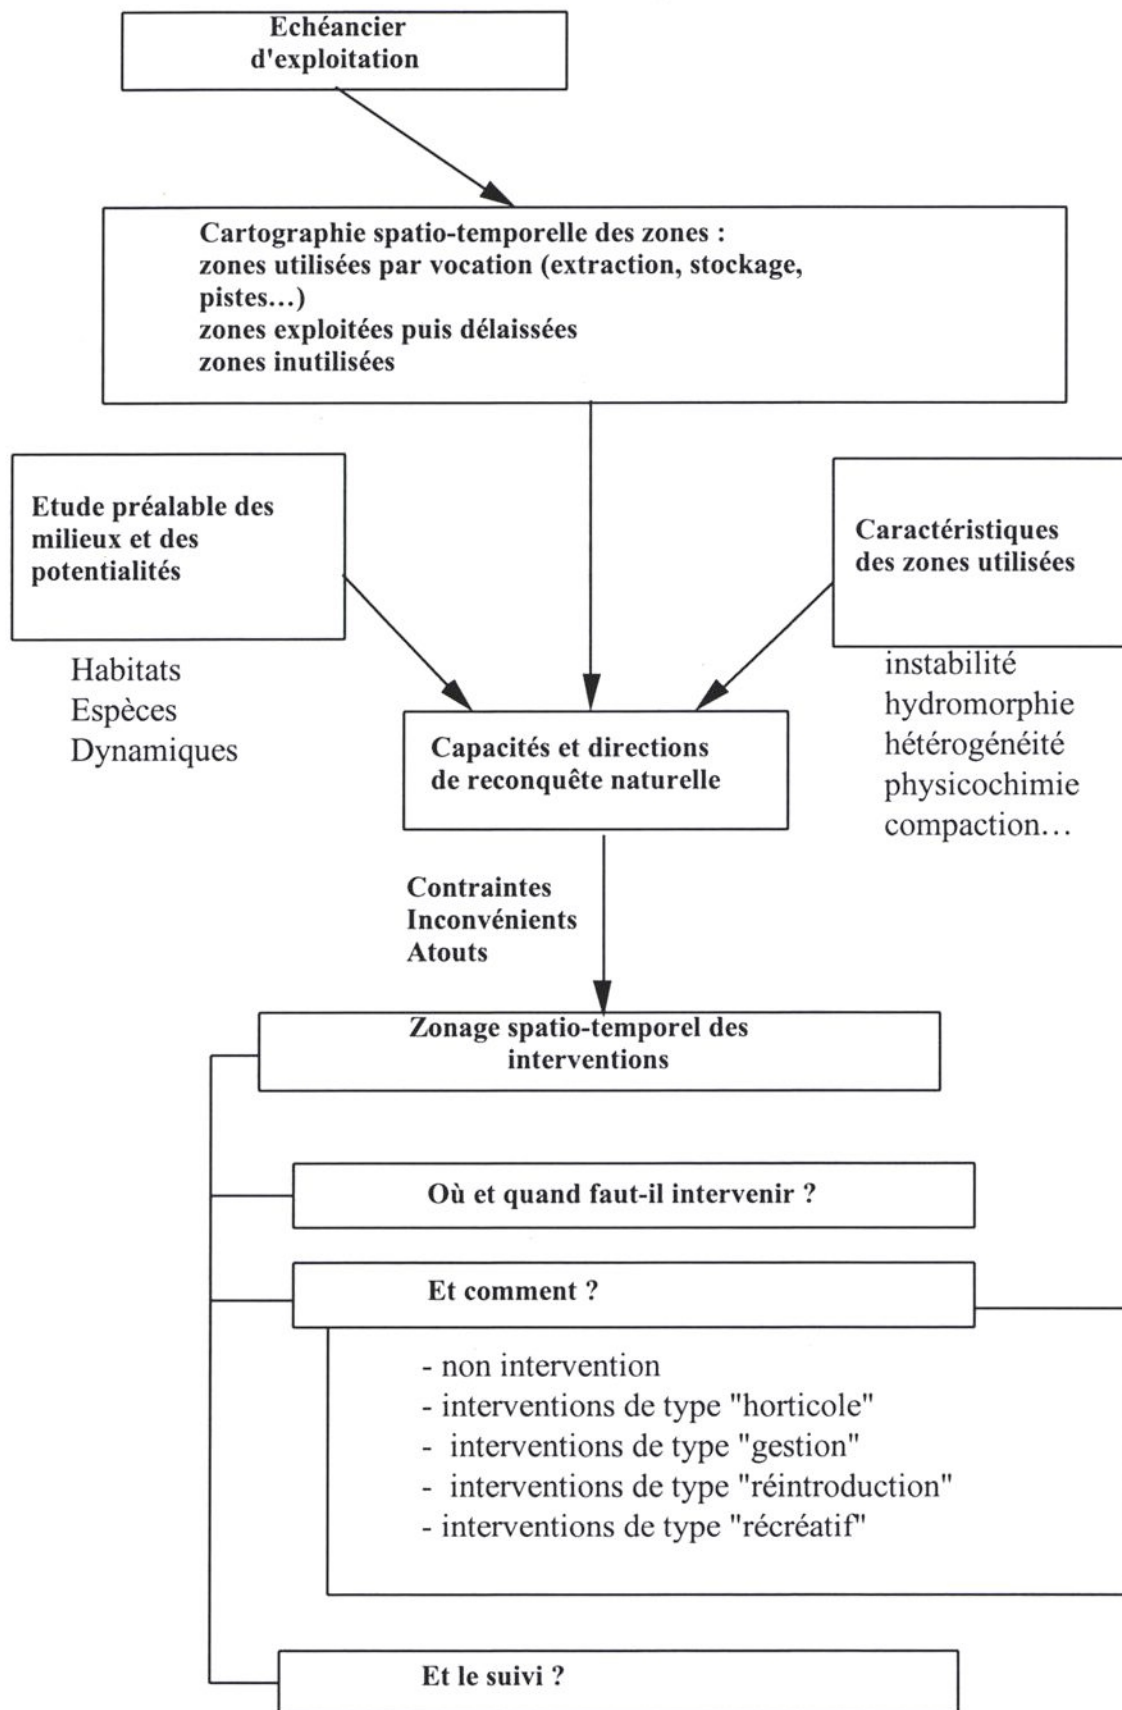 Echéancier
d'exploitation
Cartographie spatio-temporelle des zones :
zones utilisées par vocation (extraction, stockage,
pistes…)
zones exploitées puis délaissées
zones inutilisées
Etude préalable des
milieux et des
potentialités
Habitats
Espèces
Dynamiques
Caractéristiques
des zones utilisées
instabilité
hydromorphie
hétérogénéité
physicochimie
compaction…
Capacités et directions
de reconquête naturelle
Contraintes
Inconvénients
Atouts
Zonage spatio-temporel des
interventions
Où et quand faut-il intervenir ?
Et comment ?
- non intervention
- interventions de type "horticole"
- interventions de type "gestion"
- interventions de type "réintroduction"
- interventions de type "récréatif"
Et le suivi ?